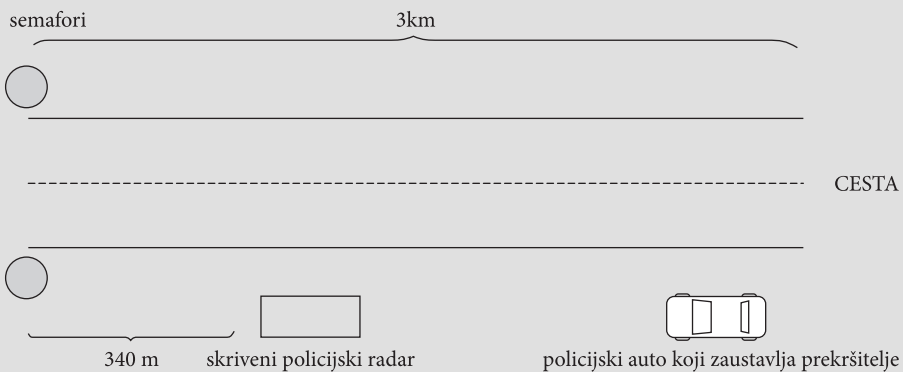 semafori
3km
CESTA
340 m
skriveni policijski radar
policijski auto koji zaustavlja prekršitelje